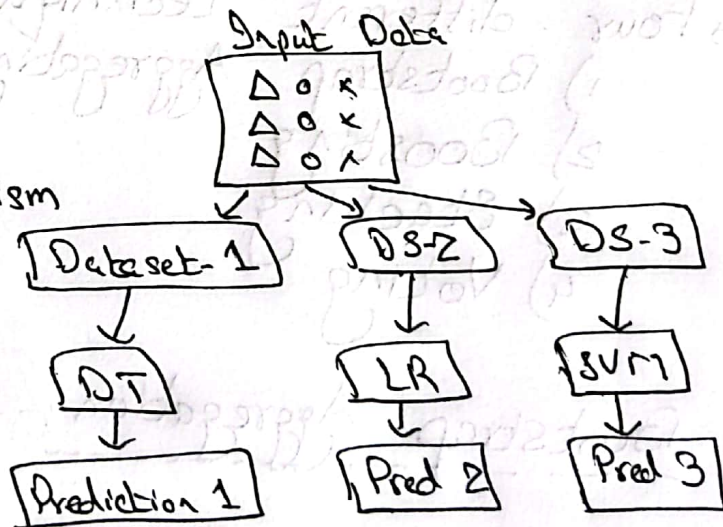 Input Data
△ o x
△ o x
△ o x
sm
Dataset-1 DS-2 DS-3
DT LR SVM
Prediction 1 Pred 2 Pred 3